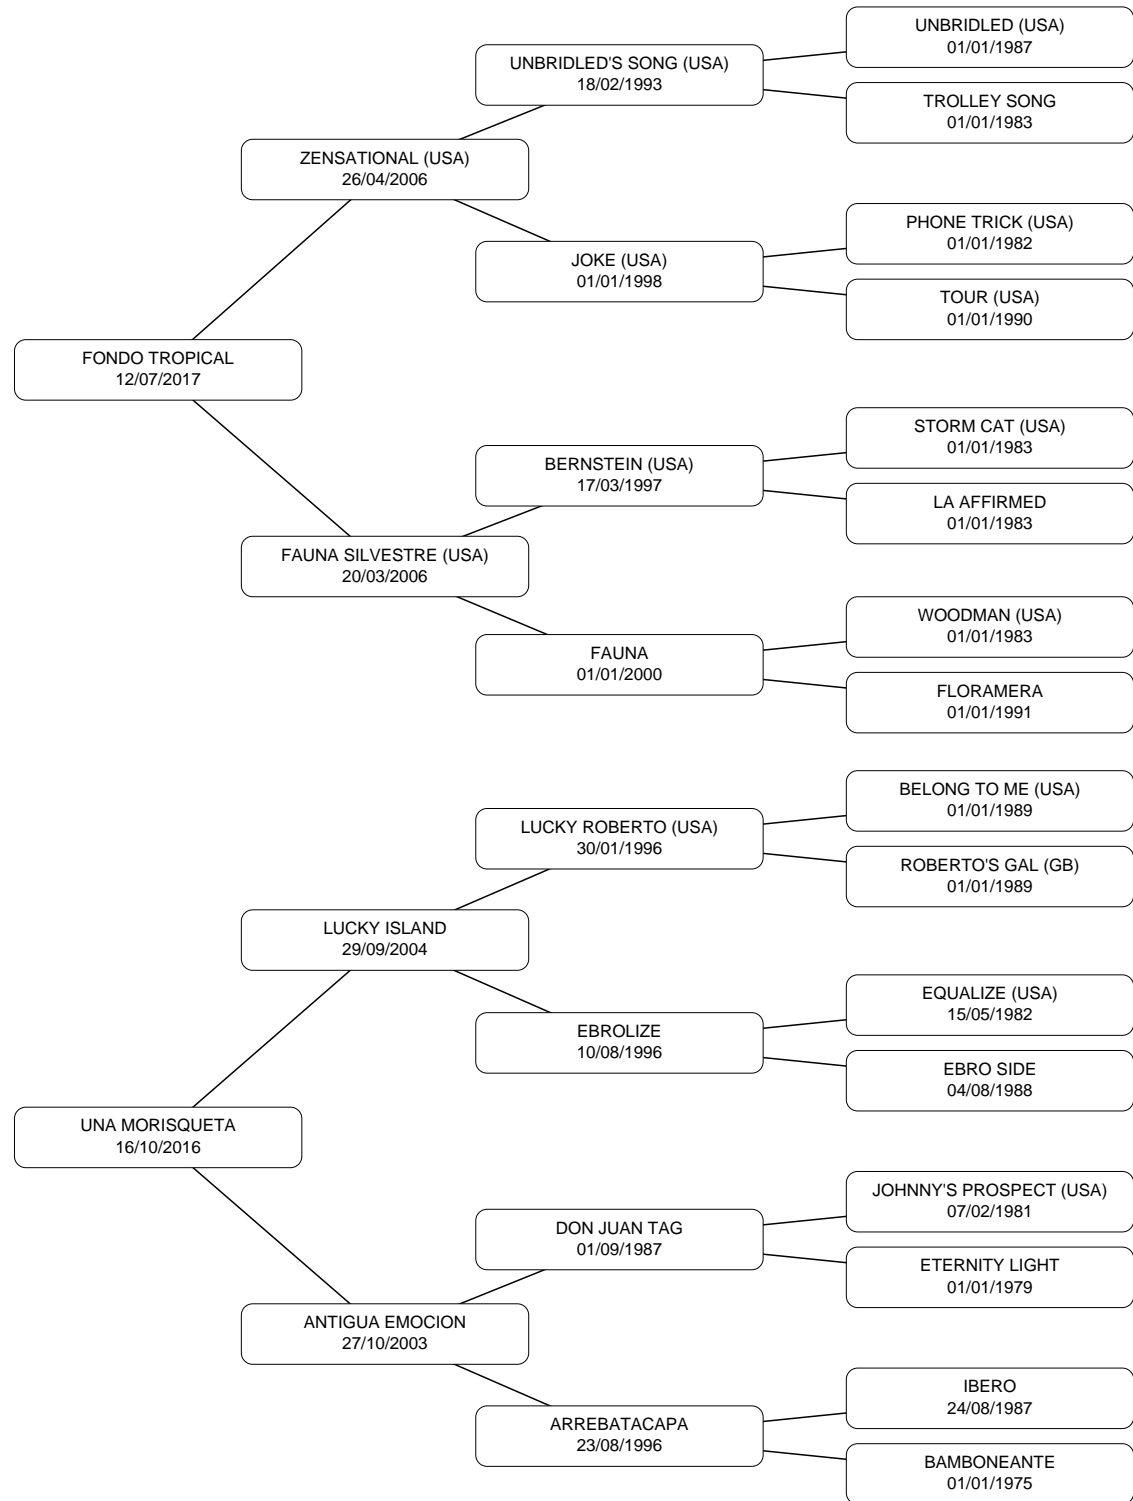 UNBRIDLED (USA)
01/01/1987
UNBRIDLED'S SONG (USA)
18/02/1993
TROLLEY SONG
01/01/1983
ZENSATIONAL (USA)
26/04/2006
PHONE TRICK (USA)
01/01/1982
JOKE (USA)
01/01/1998
TOUR (USA)
01/01/1990
FONDO TROPICAL
12/07/2017
STORM CAT (USA)
01/01/1983
BERNSTEIN (USA)
17/03/1997
LA AFFIRMED
01/01/1983
FAUNA SILVESTRE (USA)
20/03/2006
WOODMAN (USA)
01/01/1983
FAUNA
01/01/2000
FLORAMERA
01/01/1991
BELONG TO ME (USA)
01/01/1989
LUCKY ROBERTO (USA)
30/01/1996
ROBERTO'S GAL (GB)
01/01/1989
LUCKY ISLAND
29/09/2004
EQUALIZE (USA)
15/05/1982
EBROLIZE
10/08/1996
EBRO SIDE
04/08/1988
UNA MORISQUETA
16/10/2016
JOHNNY'S PROSPECT (USA)
07/02/1981
DON JUAN TAG
01/09/1987
ETERNITY LIGHT
01/01/1979
ANTIGUA EMOCION
27/10/2003
IBERO
24/08/1987
ARREBATACAPA
23/08/1996
BAMBONEANTE
01/01/1975